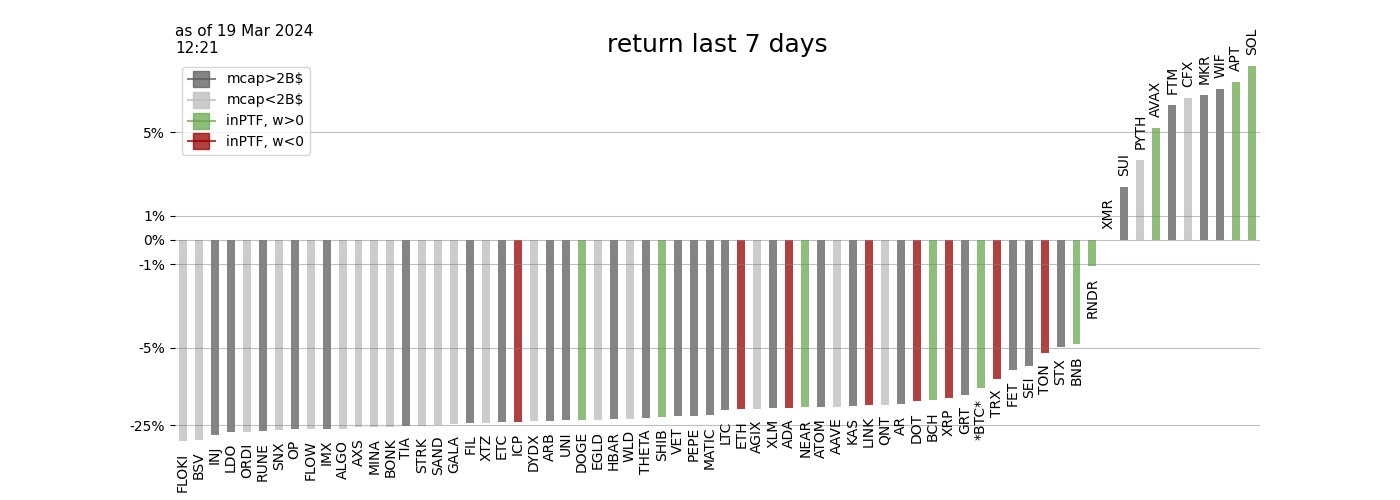 as of 19 Mar 2024
12:21
return last 7 days
mcap>2B$
mcap<2B$
inPTF, w>0
inPTF, w<0
5%
1%
0%
-1%
-5%
-25%
FLOKI
BSV
INJ
LDO
ORDI
RUNE
SNX
OP
FLOW
IMX
ALGO
AXS
MINA
BONK
TIA
STRK
SAND
GALA
FIL
XTZ
ETC
ICP
DYDX
ARB
UNI
DOGE
EGLD
HBAR
WLD
THETA
SHIB
VET
PEPE
MATIC
LTC
ETH
AGIX
XLM
ADA
NEAR
ATOM
AAVE
KAS
LINK
QNT
AR
DOT
BCH
XRP
GRT
*BTC*
TRX
FET
SEI
TON
STX
BNB
RNDR
XMR
SUI
PYTH
AVAX
FTM
CFX
MKR
WIF
APT
SOL